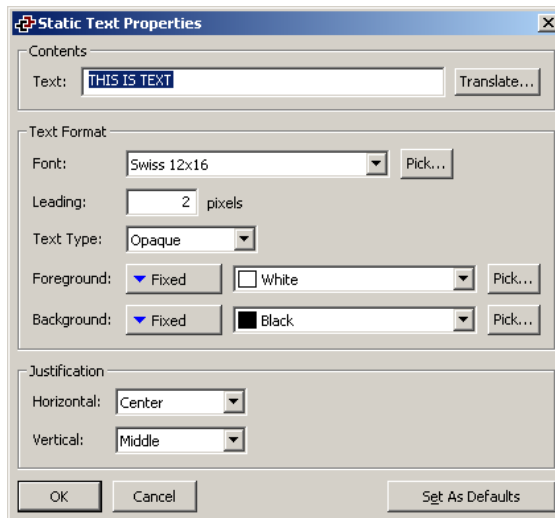 Static Text Properties
Contents
Text: THIS IS TEXT Translate...
Text Format
Font: Swiss 12x16 Pick...
Leading: 2 pixels
Text Type: Opaque
Foreground: Fixed White Pick...
Background: Fixed Black Pick...
Justification
Horizontal: Center
Vertical: Middle
OK Cancel Set As Defaults